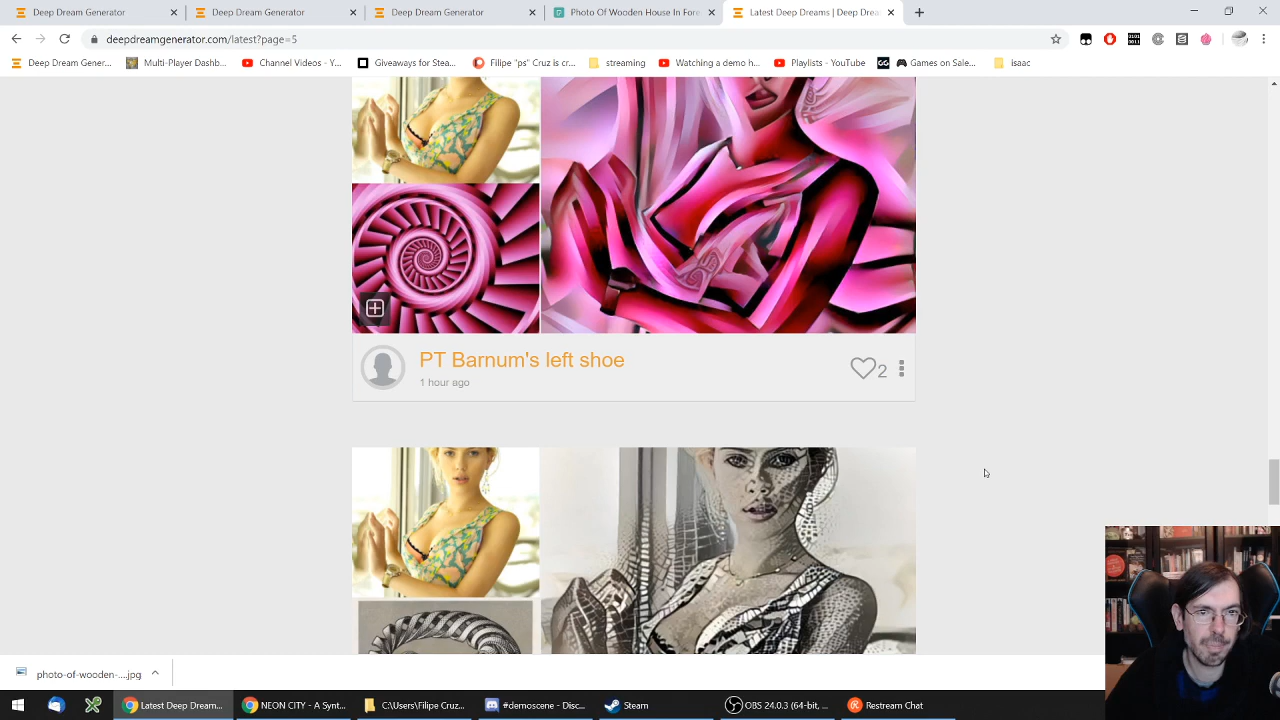 Deep Dream Generator
Deep Dream Generator
Deep Dream Generator
Photo Of Wooden House In Fore
Latest Deep Dreams | Deep Dre
deepdreamgenerator.com/latest?page=5
Deep Dream Gener...
Multi-Player Dashb...
Channel Videos - Y...
Giveaways for Stea...
Filipe "ps" Cruz is cr...
streaming
Watching a demo h...
Playlists - YouTube
GG
Games on Sale...
isaac
PT Barnum's left shoe
1 hour ago
2
photo-of-wooden-....jpg
Latest Deep Dream...
NEON CITY - A Synt...
C:\Users\Filipe Cruz...
#demoscene - Disc...
Steam
OBS 24.0.3 (64-bit, ...
Restream Chat